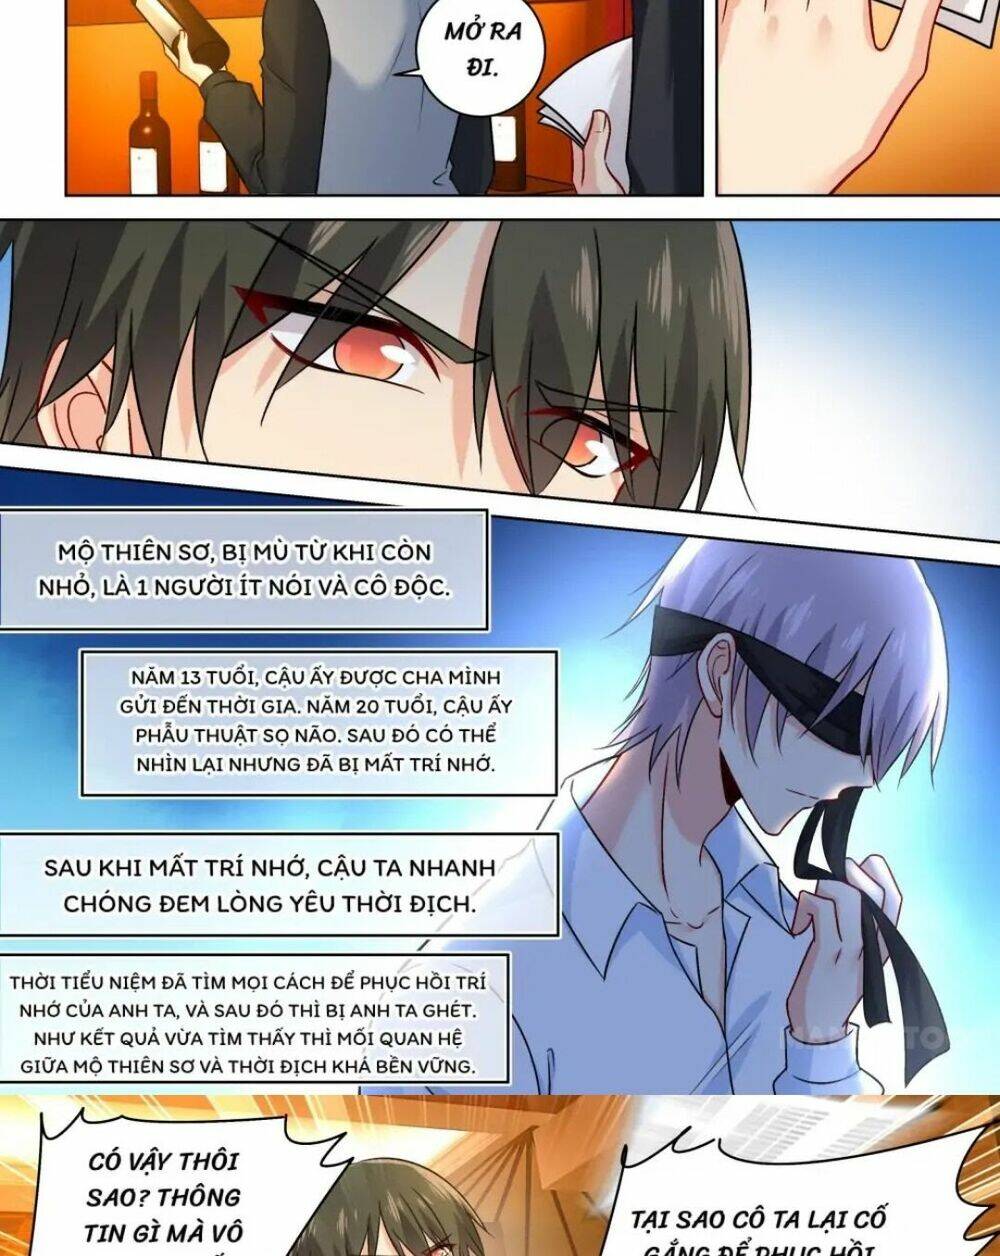 MỞ RA
ĐI.
MỘ THIÊN SƠ, BỊ MÙ TỪ KHI CÒN
NHỎ, LÀ 1 NGƯỜI ÍT NÓI VÀ CÔ ĐỘC.
NĂM 13 TUỔI, CẬU ẤY ĐƯỢC CHA MÌNH
GỬI ĐẾN THỜI GIA. NĂM 20 TUỔI, CẬU ẤY
PHẪU THUẬT SỌ NÃO. SAU ĐÓ CÓ THỂ
NHÌN LẠI NHƯNG ĐÃ BỊ MẤT TRÍ NHỚ.
SAU KHI MẤT TRÍ NHỚ, CẬU TA NHANH
CHÓNG ĐEM LÒNG YÊU THỜI ĐỊCH.
THỜI TIỂU NIỆM ĐÃ TÌM MỌI CÁCH ĐỂ PHỤC HỒI TRÍ
NHỚ CỦA ANH TA, VÀ SAU ĐÓ THÌ BỊ ANH TA GHÉT.
NHƯ KẾT QUẢ VỪA TÌM THẤY THÌ MỐI QUAN HỆ
GIỮA MỘ THIÊN SƠ VÀ THỜI ĐỊCH KHÁ BỀN VỮNG.
CÓ VẬY THÔI
SAO? THÔNG
TIN GÌ MÀ VÔ
TẠI SAO CÔ TA LẠI CỐ
GẮNG ĐỂ PHỤC HỒI